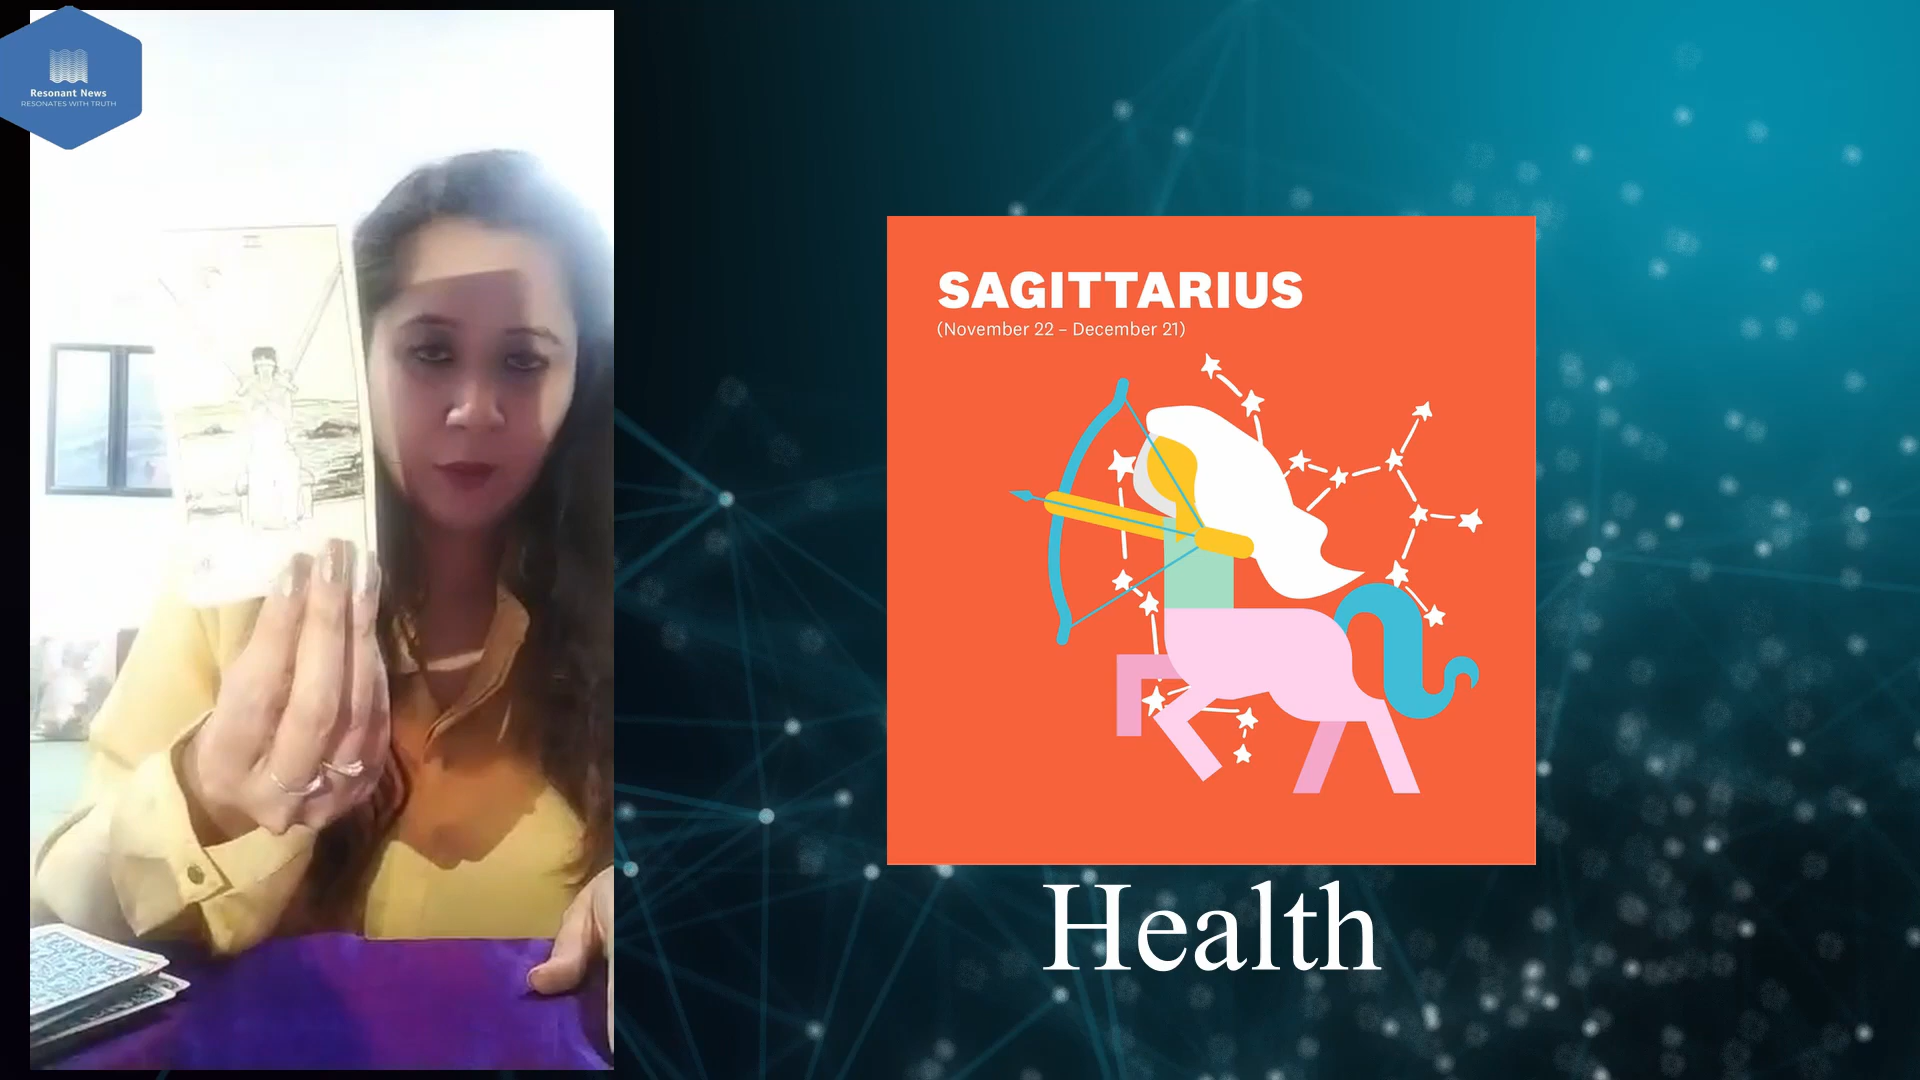 Resonant News
RESONATES WITH TRUTH
SAGITTARIUS
(November 22 – December 21)
Health